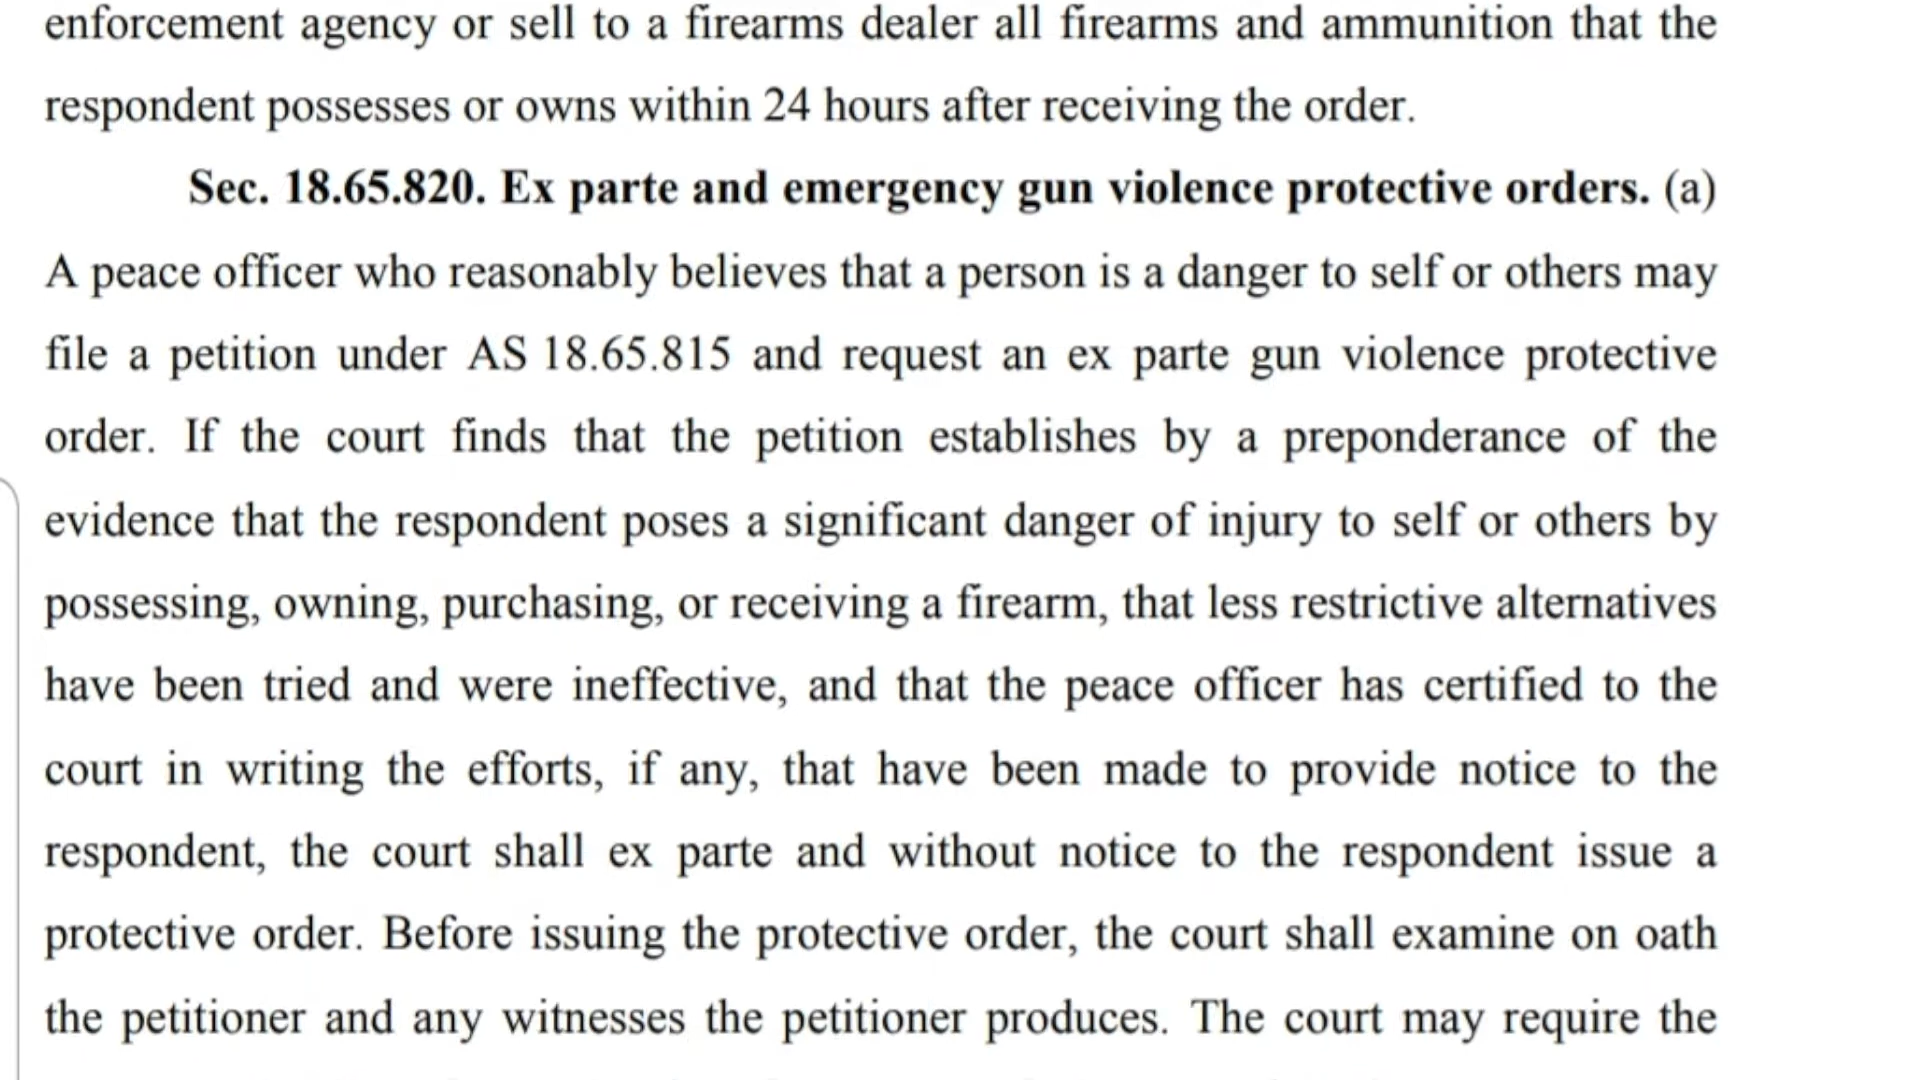 enforcement agency or sell to a firearms dealer all firearms and ammunition that the
respondent possesses or owns within 24 hours after receiving the order.
Sec. 18.65.820. Ex parte and emergency gun violence protective orders. (a)
A peace officer who reasonably believes that a person is a danger to self or others may
file a petition under AS 18.65.815 and request an ex parte gun violence protective
order. If the court finds that the petition establishes by a preponderance of the
evidence that the respondent poses a significant danger of injury to self or others by
possessing, owning, purchasing, or receiving a firearm, that less restrictive alternatives
have been tried and were ineffective, and that the peace officer has certified to the
court in writing the efforts, if any, that have been made to provide notice to the
respondent, the court shall ex parte and without notice to the respondent issue a
protective order. Before issuing the protective order, the court shall examine on oath
the petitioner and any witnesses the petitioner produces. The court may require the